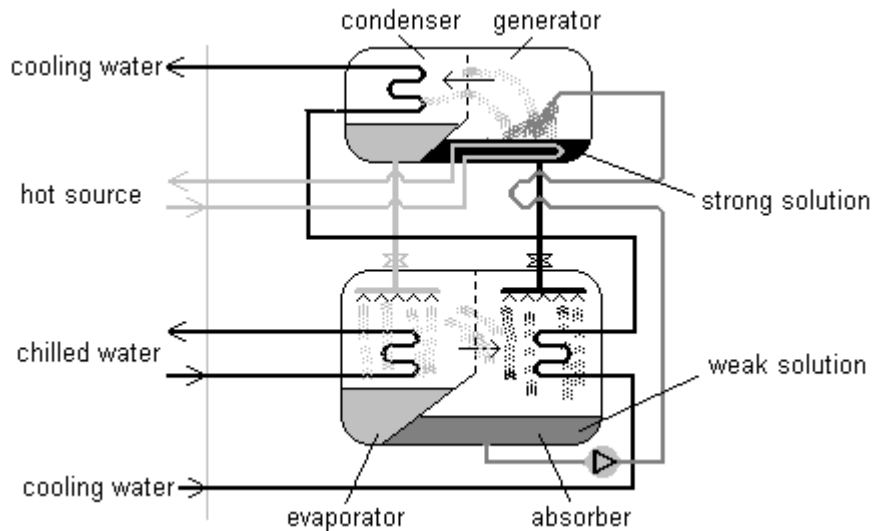 condenser
generator
cooling water
hot source
strong solution
chilled water
weak solution
cooling water
evaporator
absorber